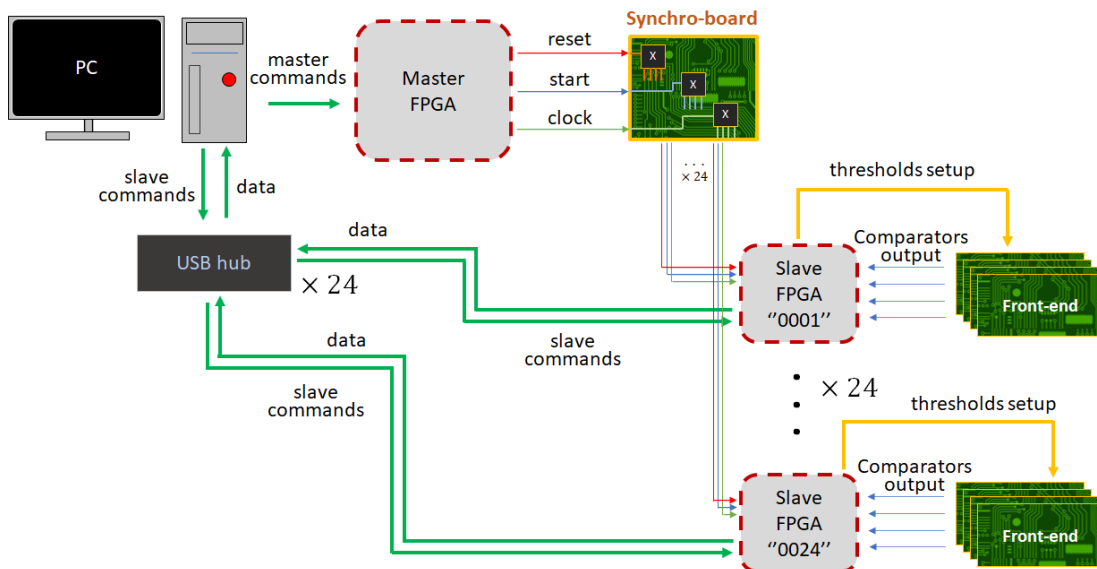 Synchro-board
PC
master
commands
Master
FPGA
reset
start
clock
X
X
X
. . .
× 24
slave
commands
data
thresholds setup
USB hub
× 24
data
Slave
FPGA
‘’0001’’
Comparators
output
Front-end
slave
commands
data
slave
commands
× 24
thresholds setup
Slave
FPGA
‘’0024’’
Comparators
output
Front-end